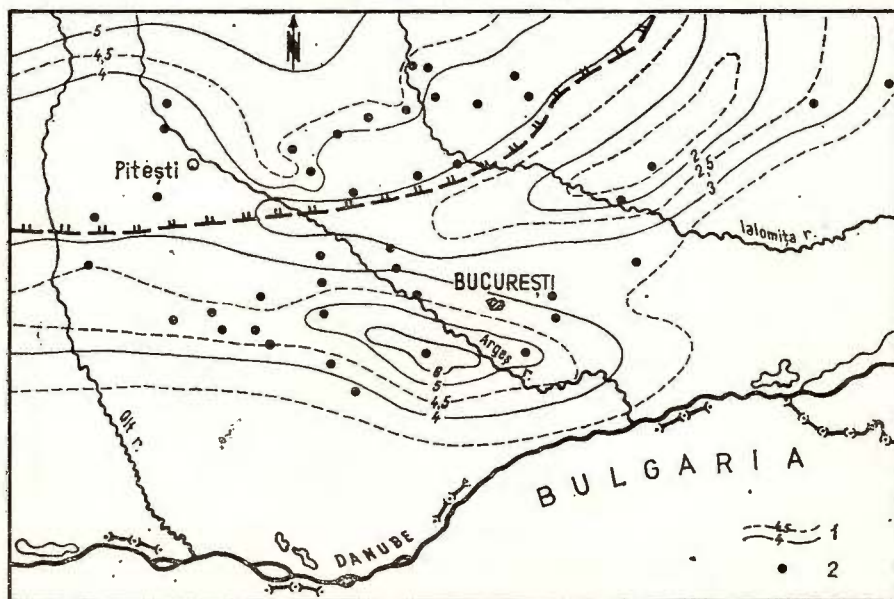 5
4,5
4
N
Pitești
2
2,5
3
Ialomița r.
BUCUREȘTI
Argeș r.
6
5
4,5
4
Olt r.
BULGARIA
DANUBE
4,5
4
1
2